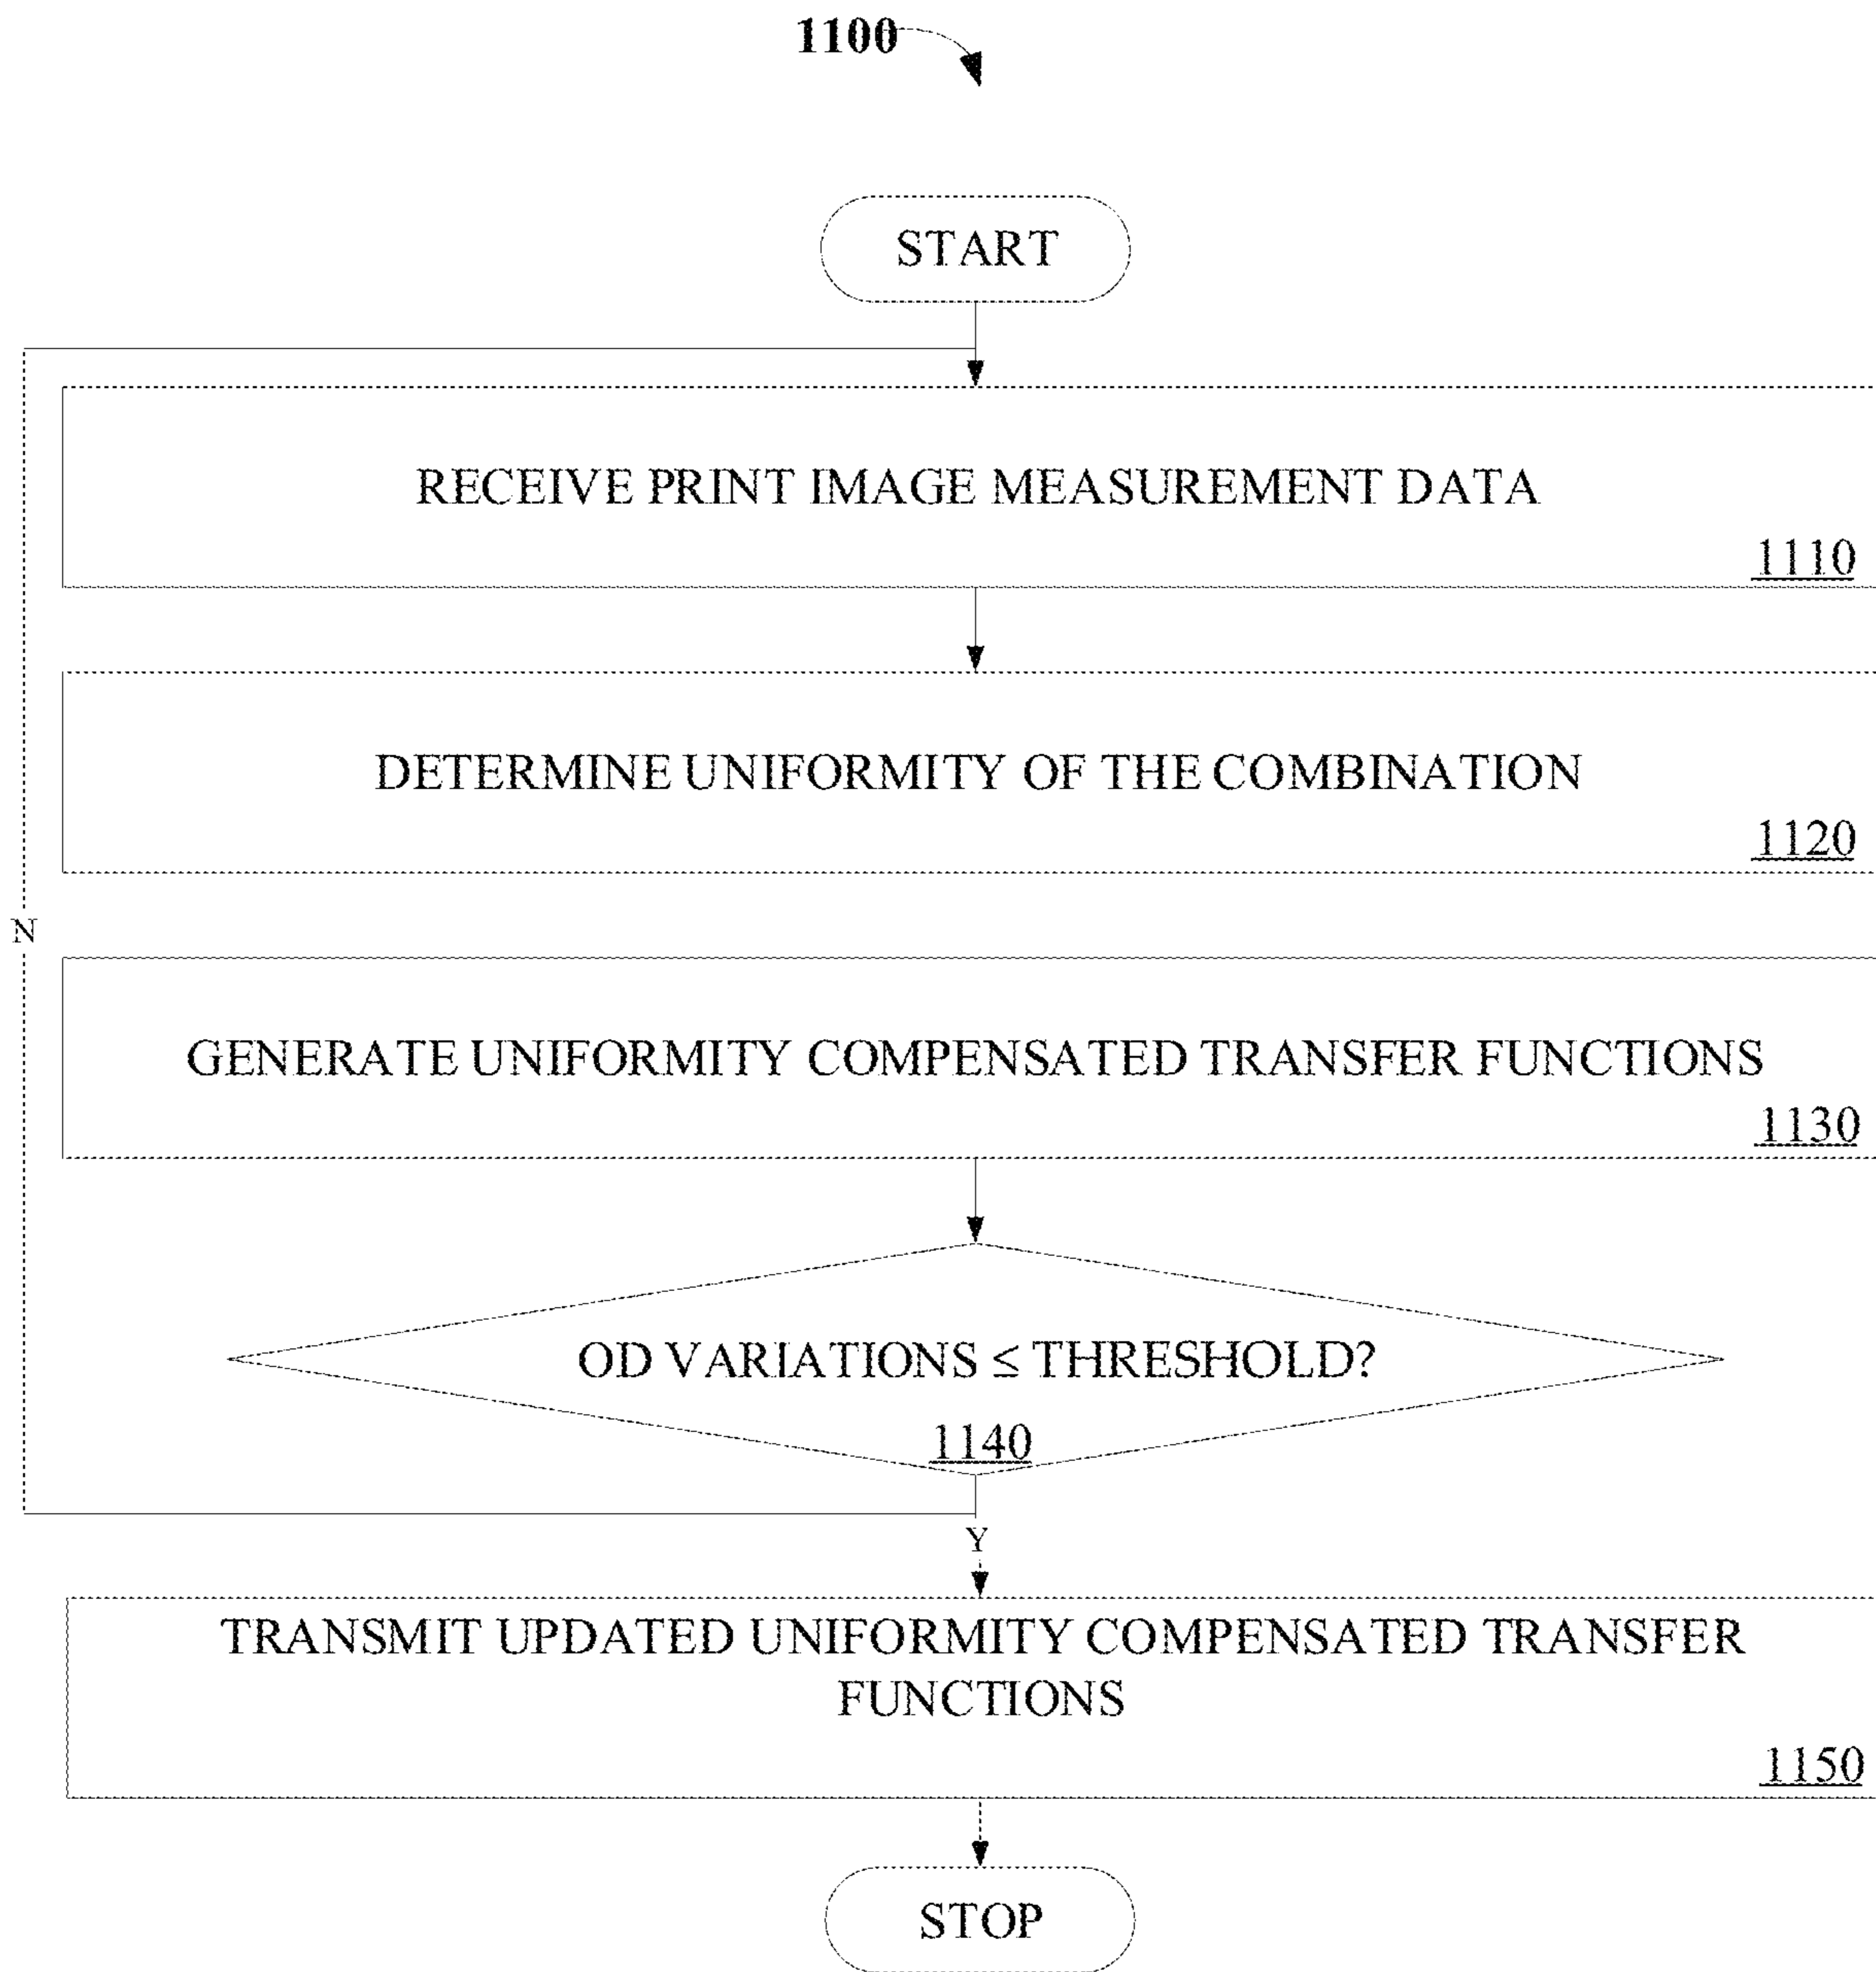 1100
START
RECEIVE PRINT IMAGE MEASUREMENT DATA
1110
DETERMINE UNIFORMITY OF THE COMBINATION
1120
N
GENERATE UNIFORMITY COMPENSATED TRANSFER FUNCTIONS
1130
OD VARIATIONS ≤ THRESHOLD?
1140
Y
TRANSMIT UPDATED UNIFORMITY COMPENSATED TRANSFER
FUNCTIONS
1150
STOP